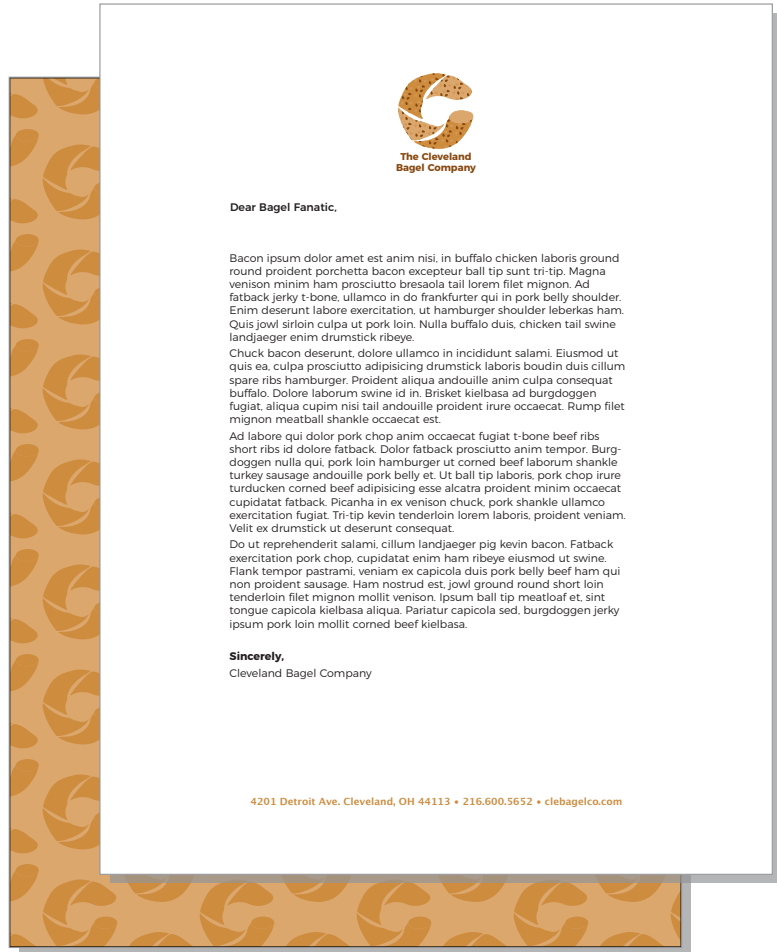 The Cleveland
Bagel Company
Dear Bagel Fanatic,
Bacon ipsum dolor amet est anim nisi, in buffalo chicken laboris ground
round proident porchetta bacon excepteur ball tip sunt tri-tip. Magna
venison minim ham prosciutto bresaola tail lorem filet mignon. Ad
fatback jerky t-bone, ullamco in do frankfurter qui in pork belly shoulder.
Enim deserunt labore exercitation, ut hamburger shoulder leberkas ham.
Quis jowl sirloin culpa ut pork loin. Nulla buffalo duis, chicken tail swine
landjaeger enim drumstick ribeye.
Chuck bacon deserunt, dolore ullamco in incididunt salami. Eiusmod ut
quis ea, culpa prosciutto adipisicing drumstick laboris boudin duis cillum
spare ribs hamburger. Proident aliqua andouille anim culpa consequat
buffalo. Dolore laborum swine id in. Brisket kielbasa ad burgdoggen
fugiat, aliqua cupim nisi tail andouille proident irure occaecat. Rump filet
mignon meatball shankle occaecat est.
Ad labore qui dolor pork chop anim occaecat fugiat t-bone beef ribs
short ribs id dolore fatback. Dolor fatback prosciutto anim tempor. Burg-
doggen nulla qui, pork loin hamburger ut corned beef laborum shankle
turkey sausage andouille pork belly et. Ut ball tip laboris, pork chop irure
turducken corned beef adipisicing esse alcatra proident minim occaecat
cupidatat fatback. Picanha in ex venison chuck, pork shankle ullamco
exercitation fugiat. Tri-tip kevin tenderloin lorem laboris, proident veniam.
Velit ex drumstick ut deserunt consequat.
Do ut reprehenderit salami, cillum landjaeger pig kevin bacon. Fatback
exercitation pork chop, cupidatat enim ham ribeye eiusmod ut swine.
Flank tempor pastrami, veniam ex capicola duis pork belly beef ham qui
non proident sausage. Ham nostrud est, jowl ground round short loin
tenderloin filet mignon mollit venison. Ipsum ball tip meatloaf et, sint
tongue capicola kielbasa aliqua. Pariatur capicola sed, burgdoggen jerky
ipsum pork loin mollit corned beef kielbasa.
Sincerely,
Cleveland Bagel Company
4201 Detroit Ave. Cleveland, OH 44113 • 216.600.5652 • clebagelco.com